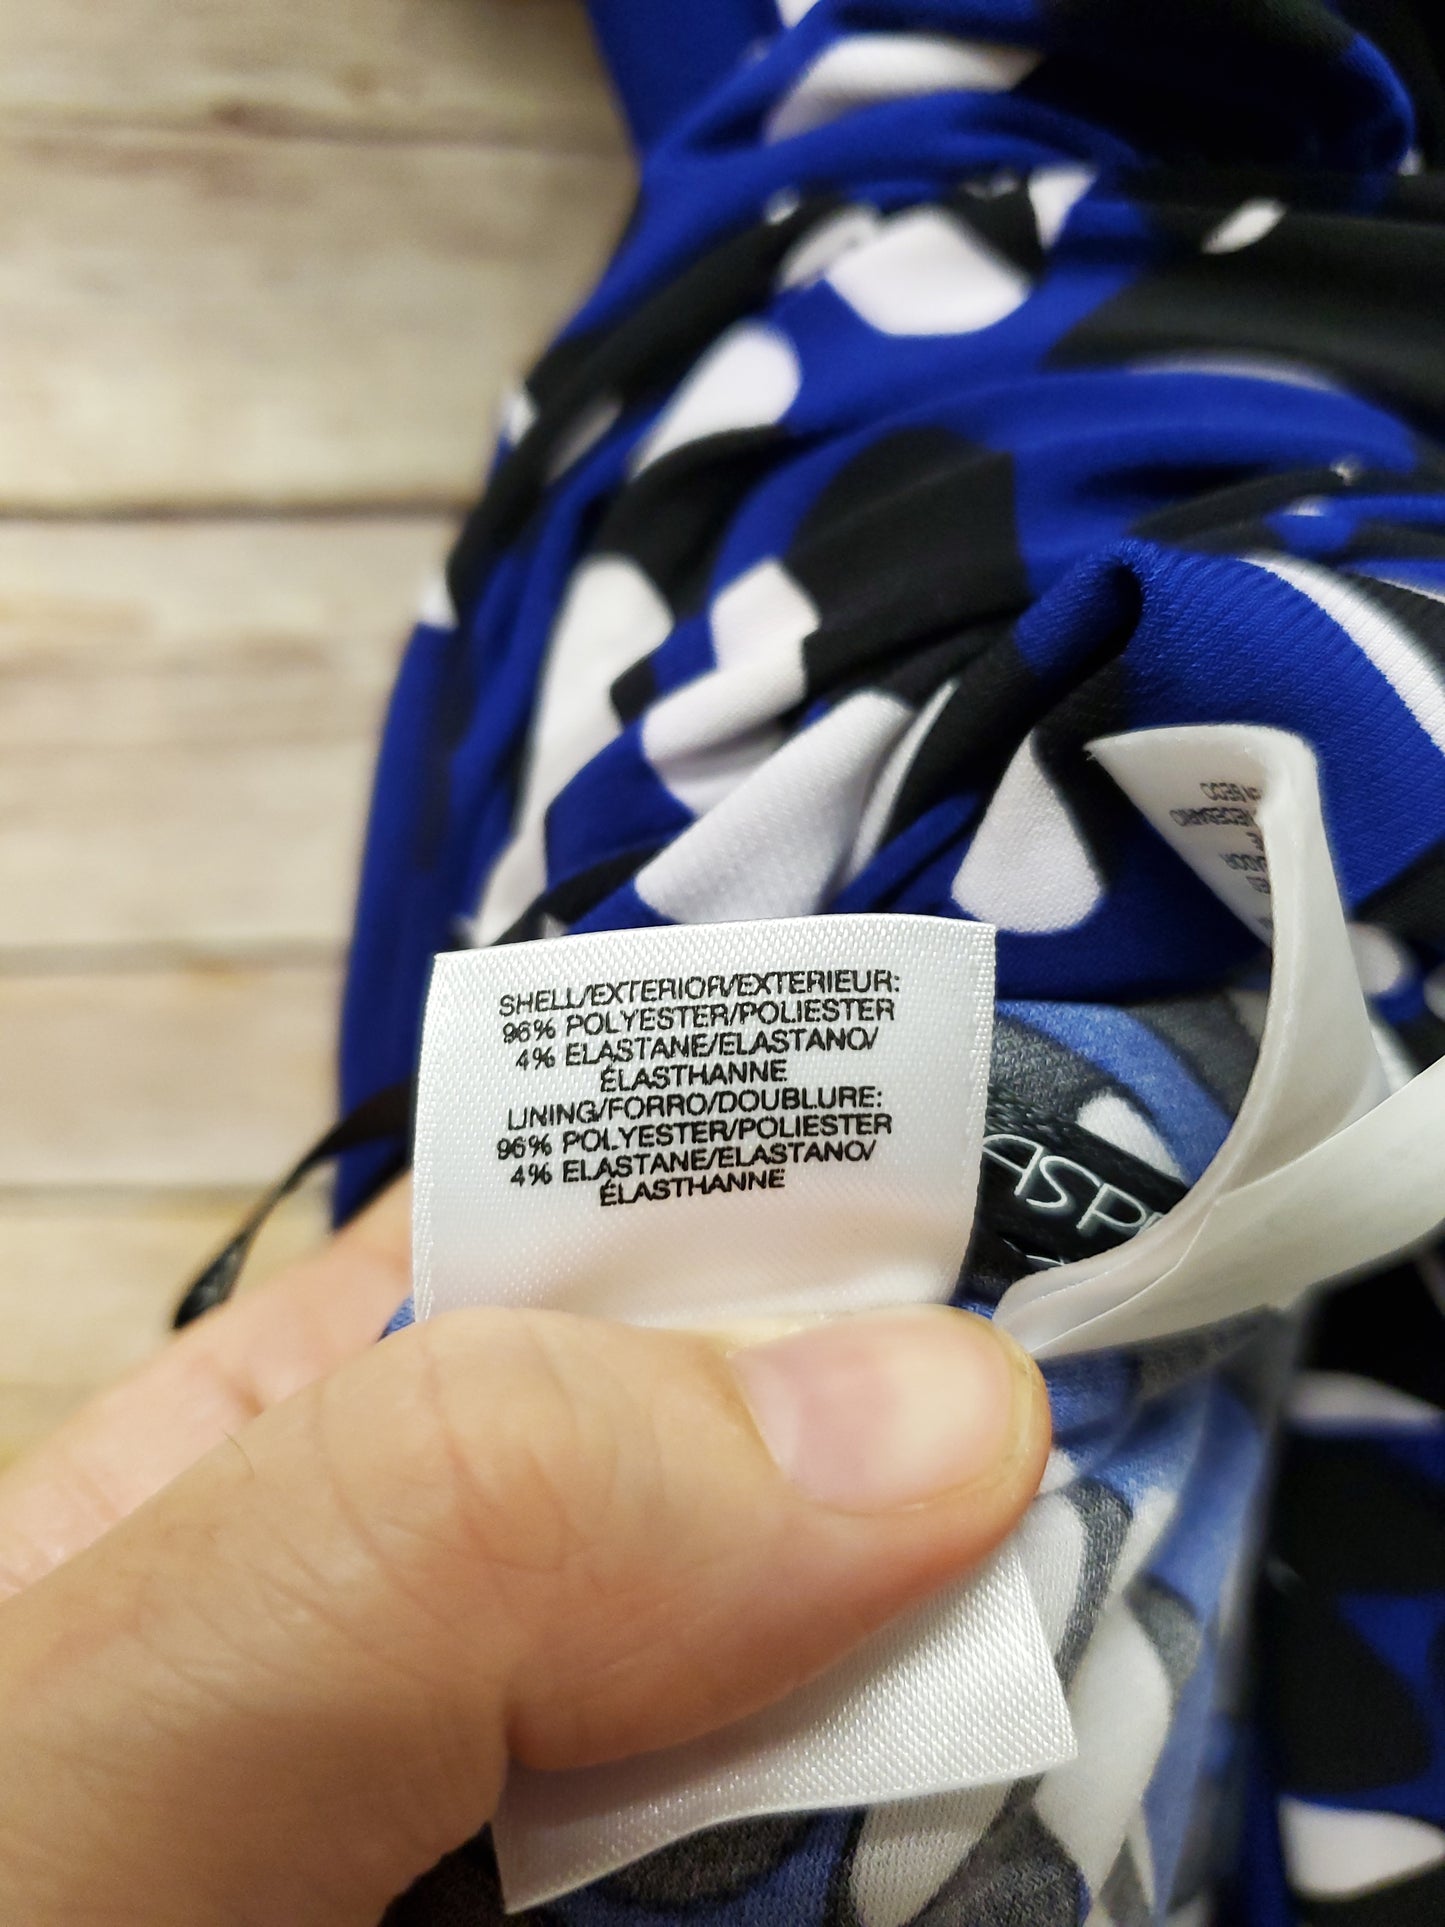 SHELL/EXTERIOR/EXTERIEUR:
96% POLYESTER/POLIESTER
4% ELASTANE/ELASTANO/
ÉLASTHANNE
LINING/FORRO/DOUBLURE:
96% POLYESTER/POLIESTER
4% ELASTANE/ELASTANO/
ÉLASTHANNE